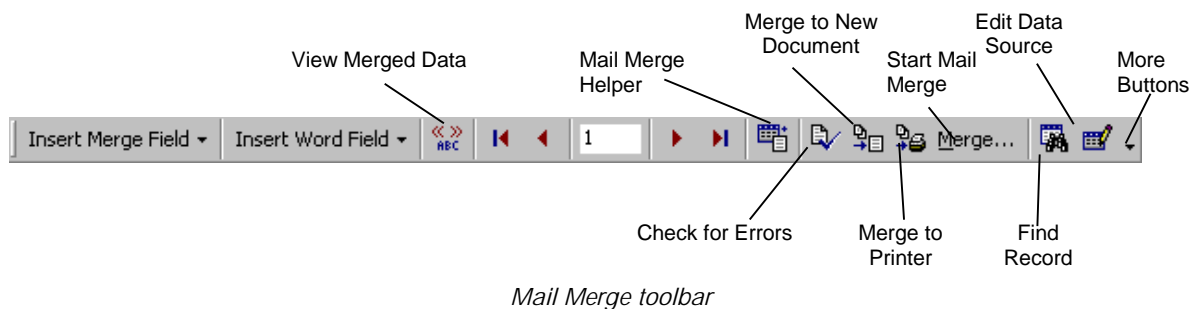 Merge to New
Document
Edit Data
Source
View Merged Data
Mail Merge
Helper
Start Mail
Merge
More
Buttons
Insert Merge Field
Insert Word Field
« »
ABC
1
Merge...
Check for Errors
Merge to
Printer
Find
Record
Mail Merge toolbar